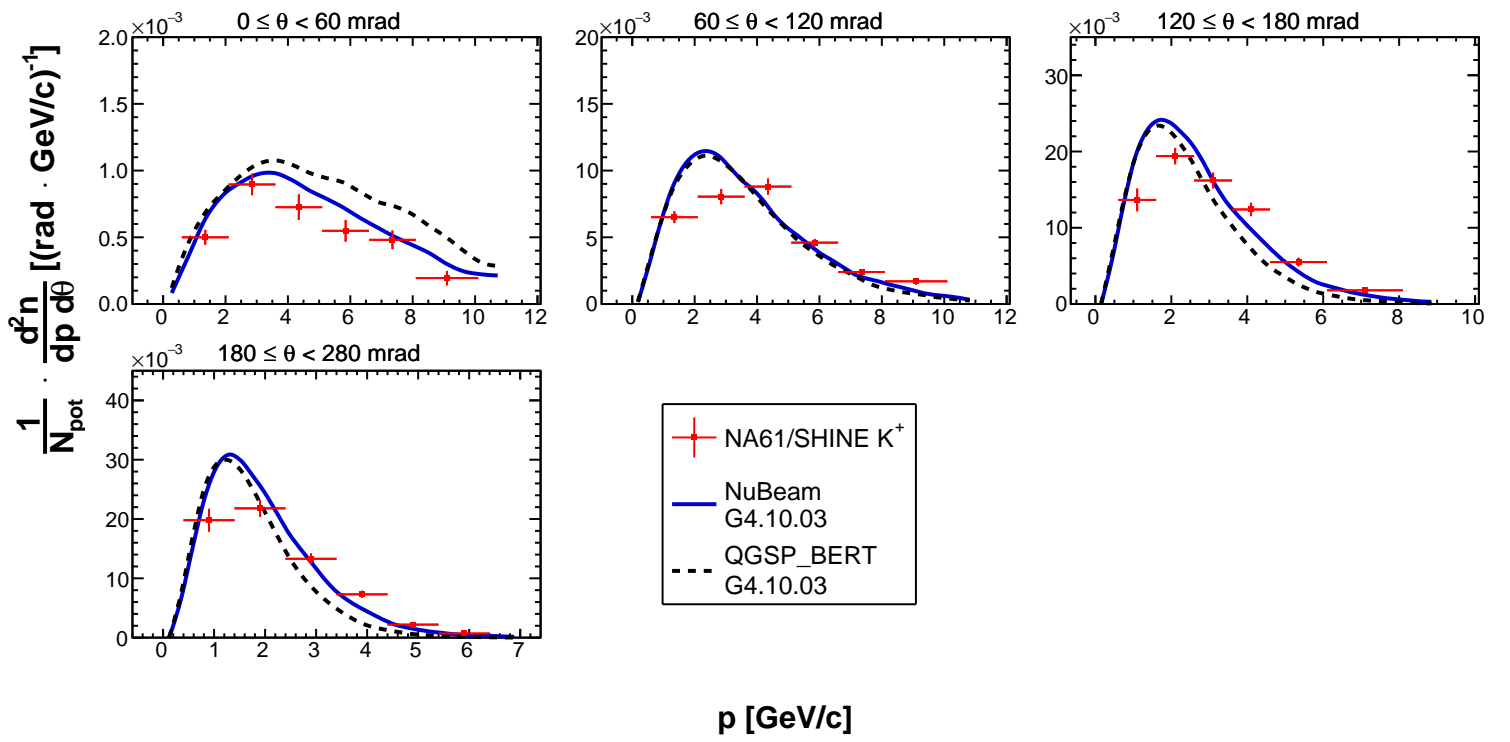 1/N_pot · d²n/dp dθ [(rad · GeV/c)⁻¹]
×10⁻³
0 ≤ θ < 60 mrad
2.0
1.5
1.0
0.5
0.0
0 2 4 6 8 10 12
×10⁻³
60 ≤ θ < 120 mrad
20
15
10
5
0
0 2 4 6 8 10 12
×10⁻³
120 ≤ θ < 180 mrad
30
20
10
0
0 2 4 6 8 10
×10⁻³
180 ≤ θ < 280 mrad
40
30
20
10
0
0 1 2 3 4 5 6 7
NA61/SHINE K⁺
NuBeam
G4.10.03
QGSP_BERT
G4.10.03
p [GeV/c]